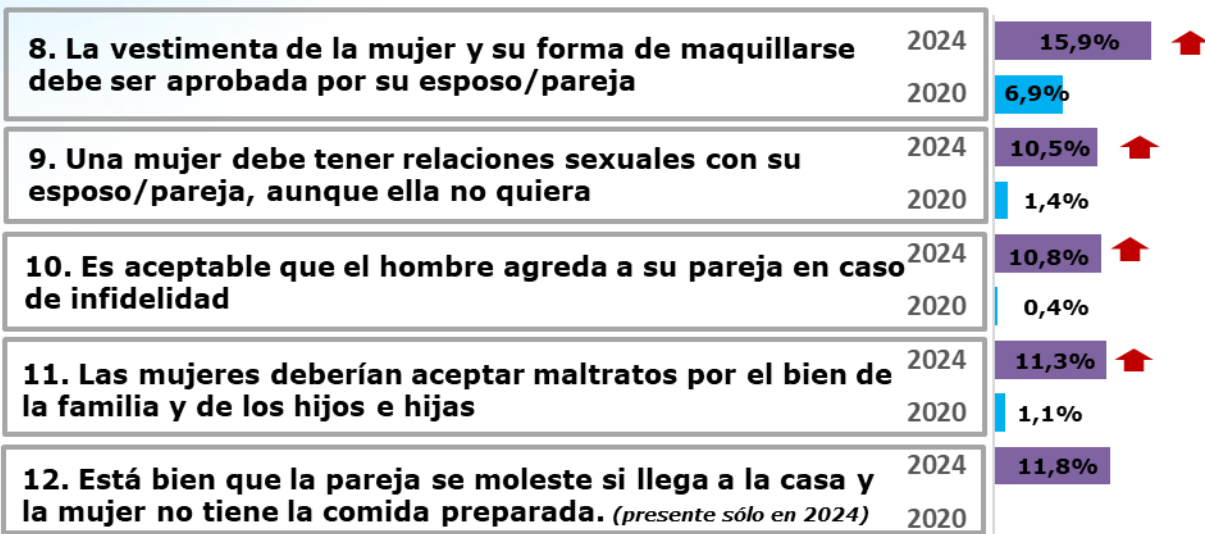 8. La vestimenta de la mujer y su forma de maquillarse
debe ser aprobada por su esposo/pareja
2024
15,9%
2020
6,9%
9. Una mujer debe tener relaciones sexuales con su
esposo/pareja, aunque ella no quiera
2024
10,5%
2020
1,4%
10. Es aceptable que el hombre agreda a su pareja en caso
de infidelidad
2024
10,8%
2020
0,4%
11. Las mujeres deberían aceptar maltratos por el bien de
la familia y de los hijos e hijas
2024
11,3%
2020
1,1%
12. Está bien que la pareja se moleste si llega a la casa y
la mujer no tiene la comida preparada. (presente sólo en 2024)
2024
11,8%
2020